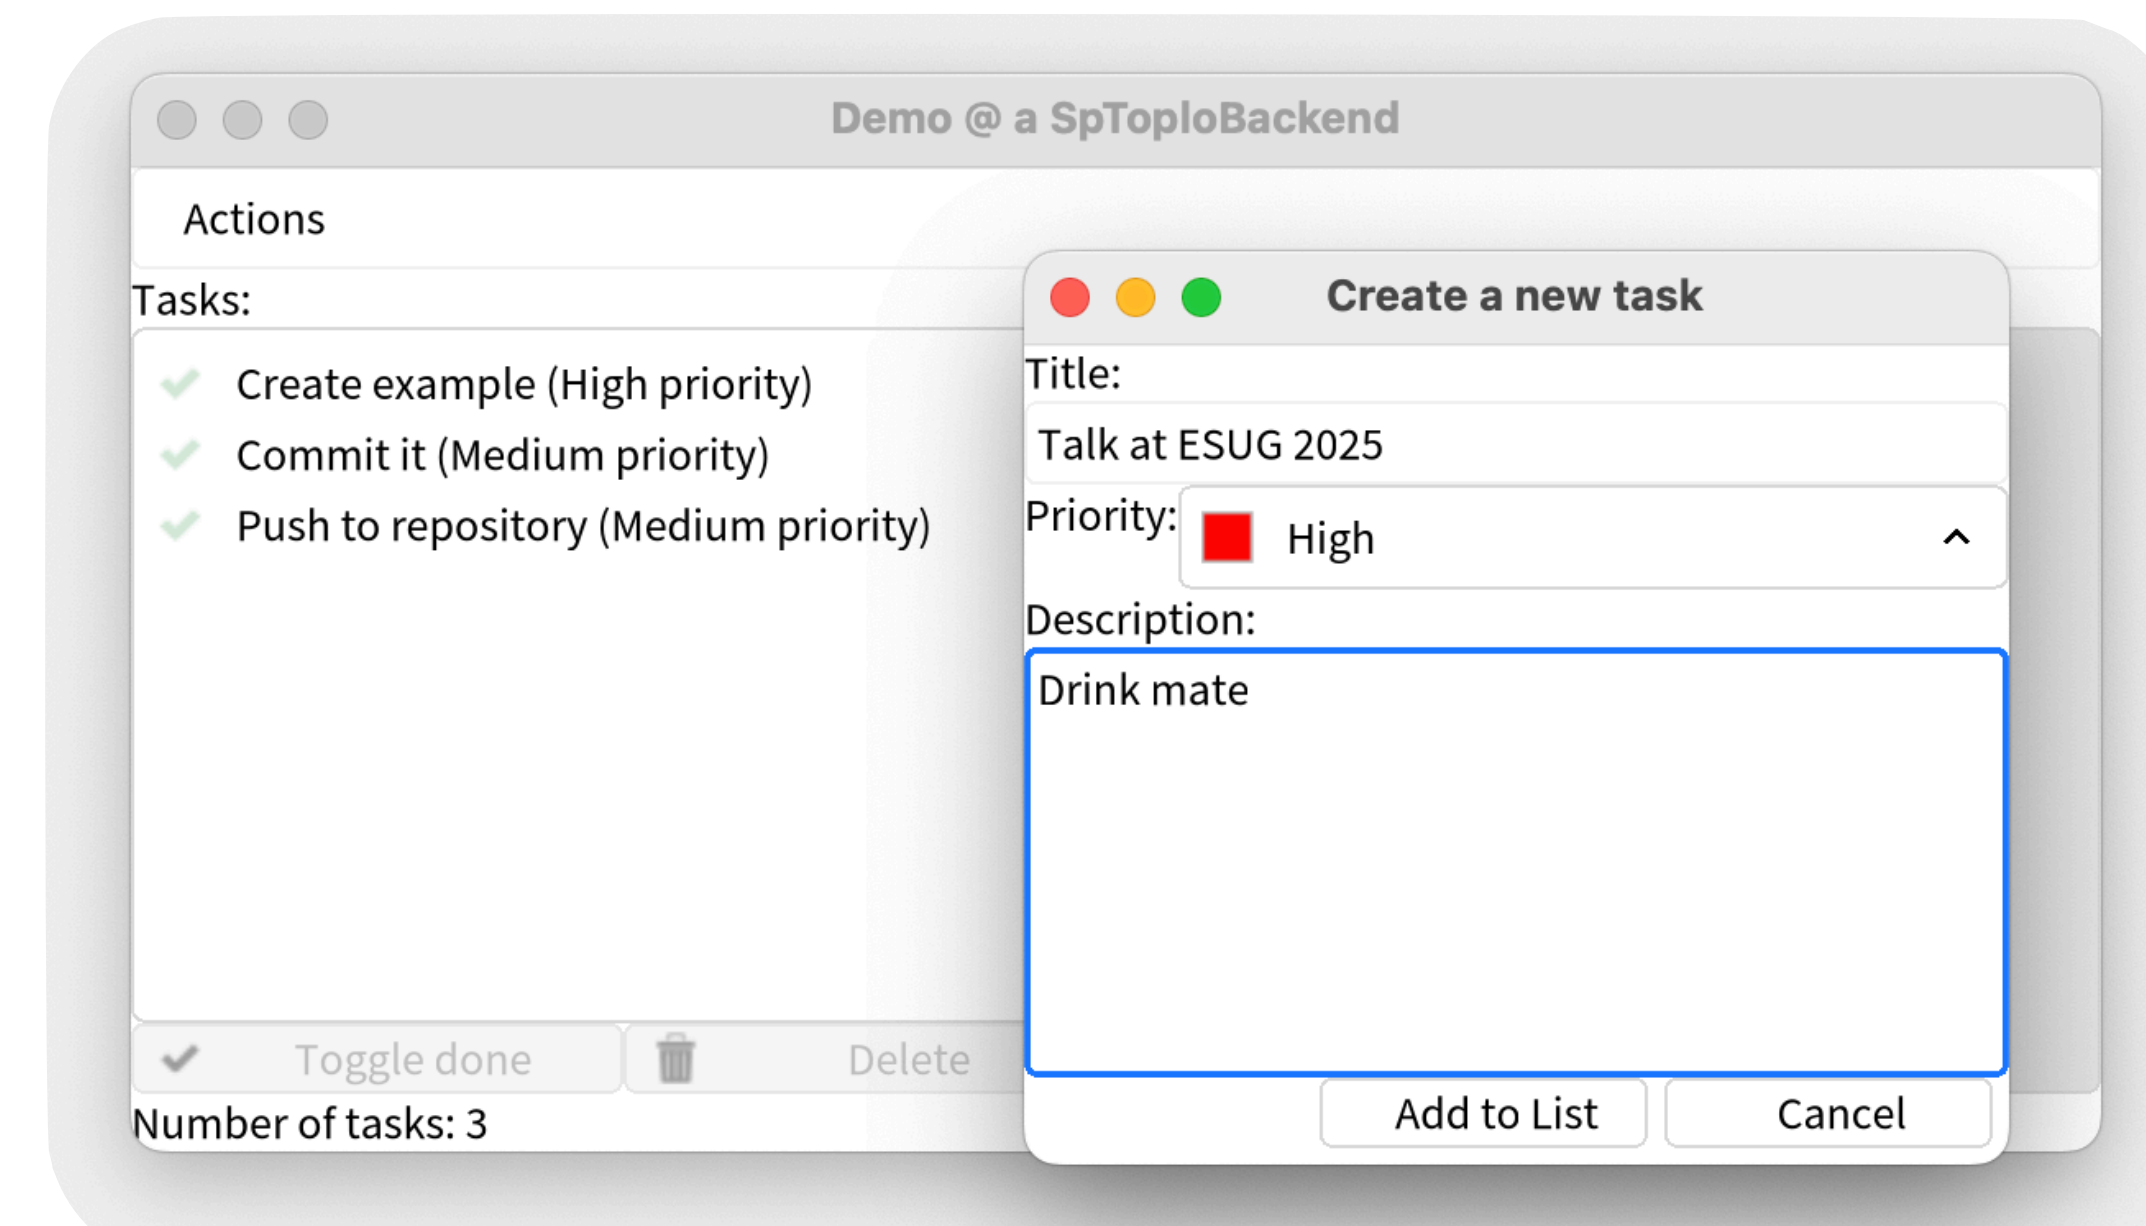 Demo @ a SpToploBackend
Actions
Tasks:
Create example (High priority)
Commit it (Medium priority)
Push to repository (Medium priority)
Toggle done
Delete
Number of tasks: 3
Create a new task
Title:
Talk at ESUG 2025
Priority:
High
Description:
Drink mate
Add to List
Cancel